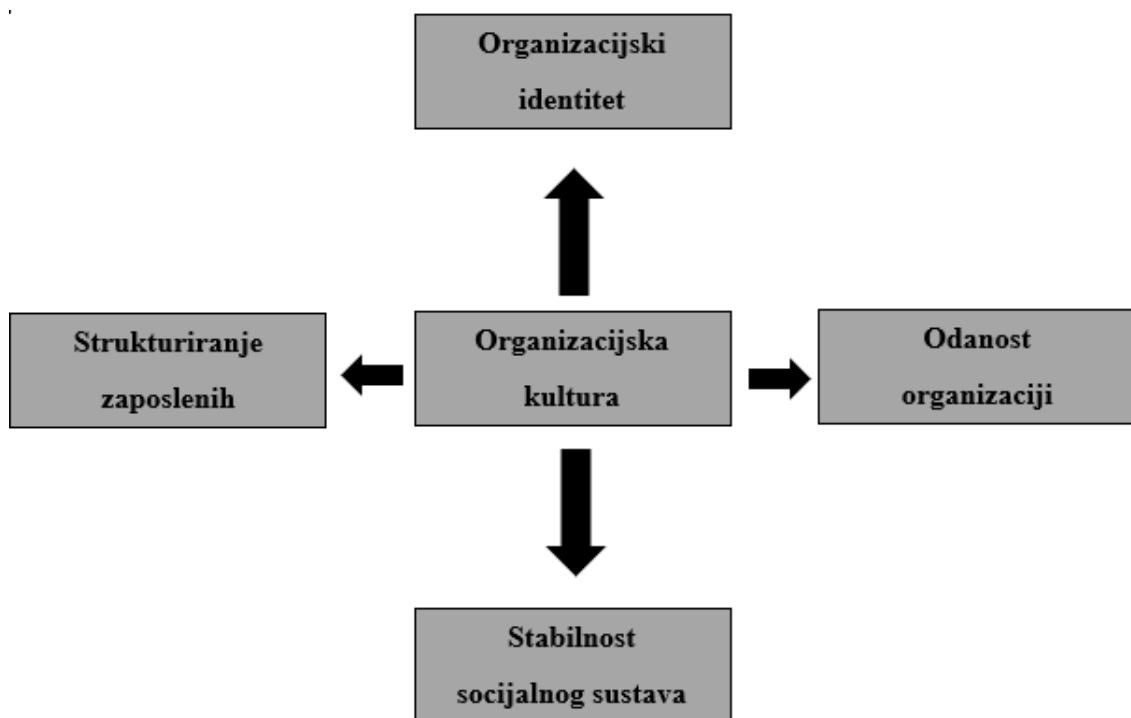 Organizacijski
identitet
Strukturiranje
zaposlenih
Organizacijska
kultura
Odanost
organizaciji
Stabilnost
socijalnog sustava